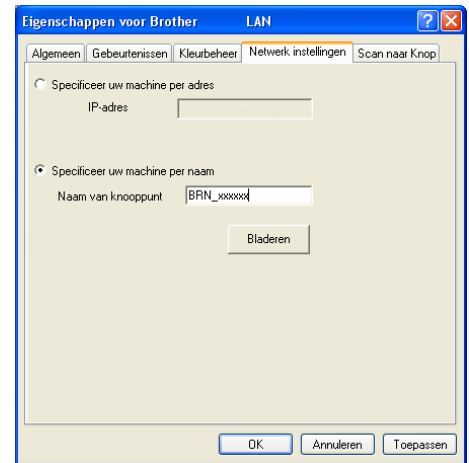 Eigenschappen voor Brother LAN
Algemeen Gebeurtenissen Kleurbeheer Netwerk instellingen Scan naar Knop
Specificeer uw machine per adres
IP-adres . . .
Specificeer uw machine per naam
Naam van knooppunt BRN_xxxxxx
Bladeren
OK Annuleren Toepassen